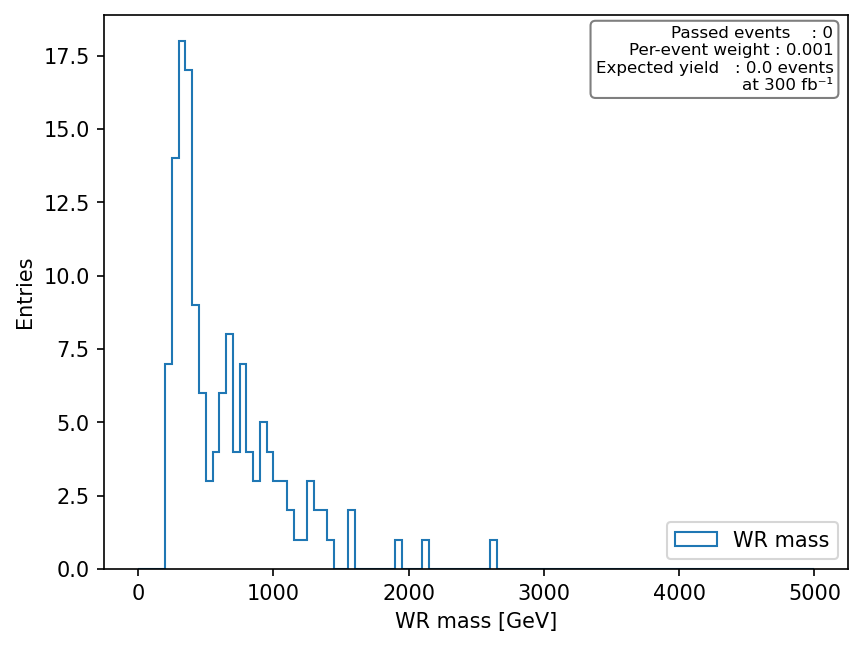 Passed events    : 0
Per-event weight : 0.001
Expected yield   : 0.0 events
at 300 fb⁻¹
17.5
15.0
12.5
10.0
7.5
5.0
2.5
0.0
Entries
WR mass
0 1000 2000 3000 4000 5000
WR mass [GeV]